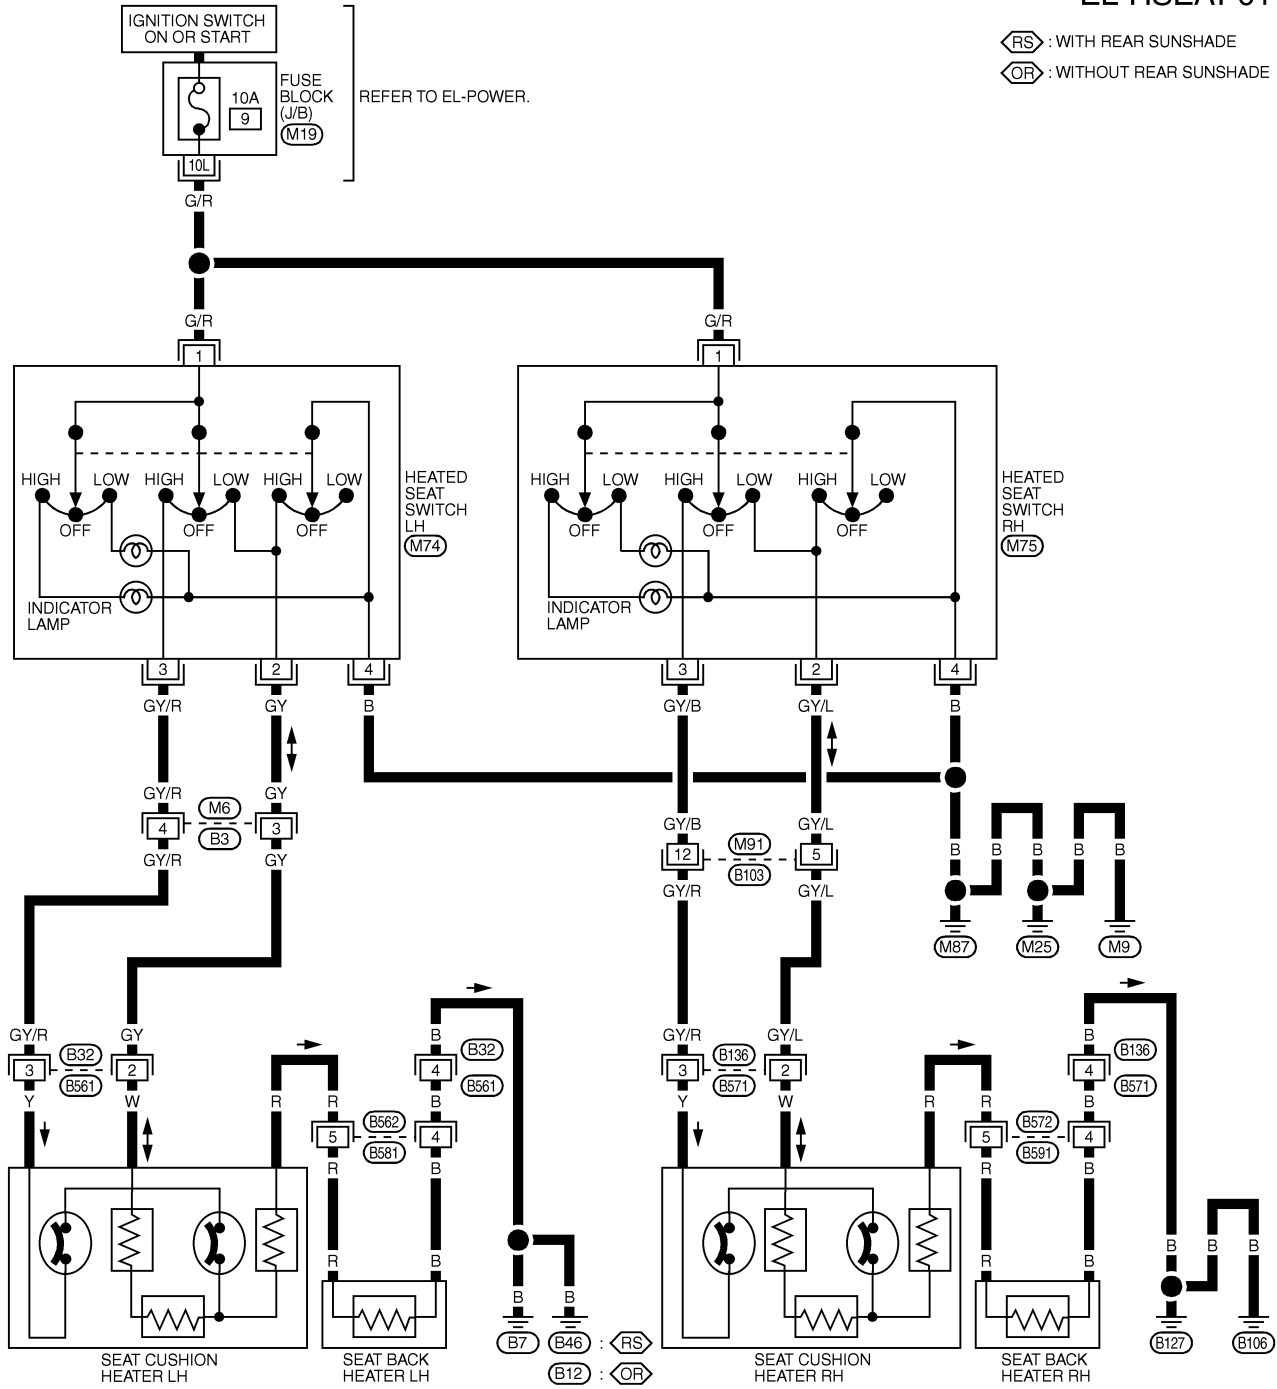 IGNITION SWITCH
ON OR START
FUSE
BLOCK
(J/B)
M19
10A
9
10L
REFER TO EL-POWER.
RS : WITH REAR SUNSHADE
OR : WITHOUT REAR SUNSHADE
G/R
G/R
G/R
1
1
HIGH LOW HIGH LOW HIGH LOW
OFF OFF OFF
INDICATOR
LAMP
HEATED
SEAT
SWITCH
LH
M74
HIGH LOW HIGH LOW HIGH LOW
OFF OFF OFF
INDICATOR
LAMP
HEATED
SEAT
SWITCH
RH
M75
3 2 4 3 2 4
GY/R GY B GY/B GY/L B
GY/R GY
4 M6 3
B3
GY/R GY
GY/B GY/L
12 M91 5
B103
GY/R GY/L
B B B B
M87 M25 M9
GY/R GY B GY/R GY/L B
3 B32 2 4 B32
B561 B561
3 B136 2 4 B136
B571 B571
Y W R R B Y W R R B
5 B562 4
B581
5 B572 4
B591
R B R B
R B R B
B B
B B B
B7 B46 : RS
B12 : OR
B127 B106
SEAT CUSHION
HEATER LH
SEAT BACK
HEATER LH
SEAT CUSHION
HEATER RH
SEAT BACK
HEATER RH